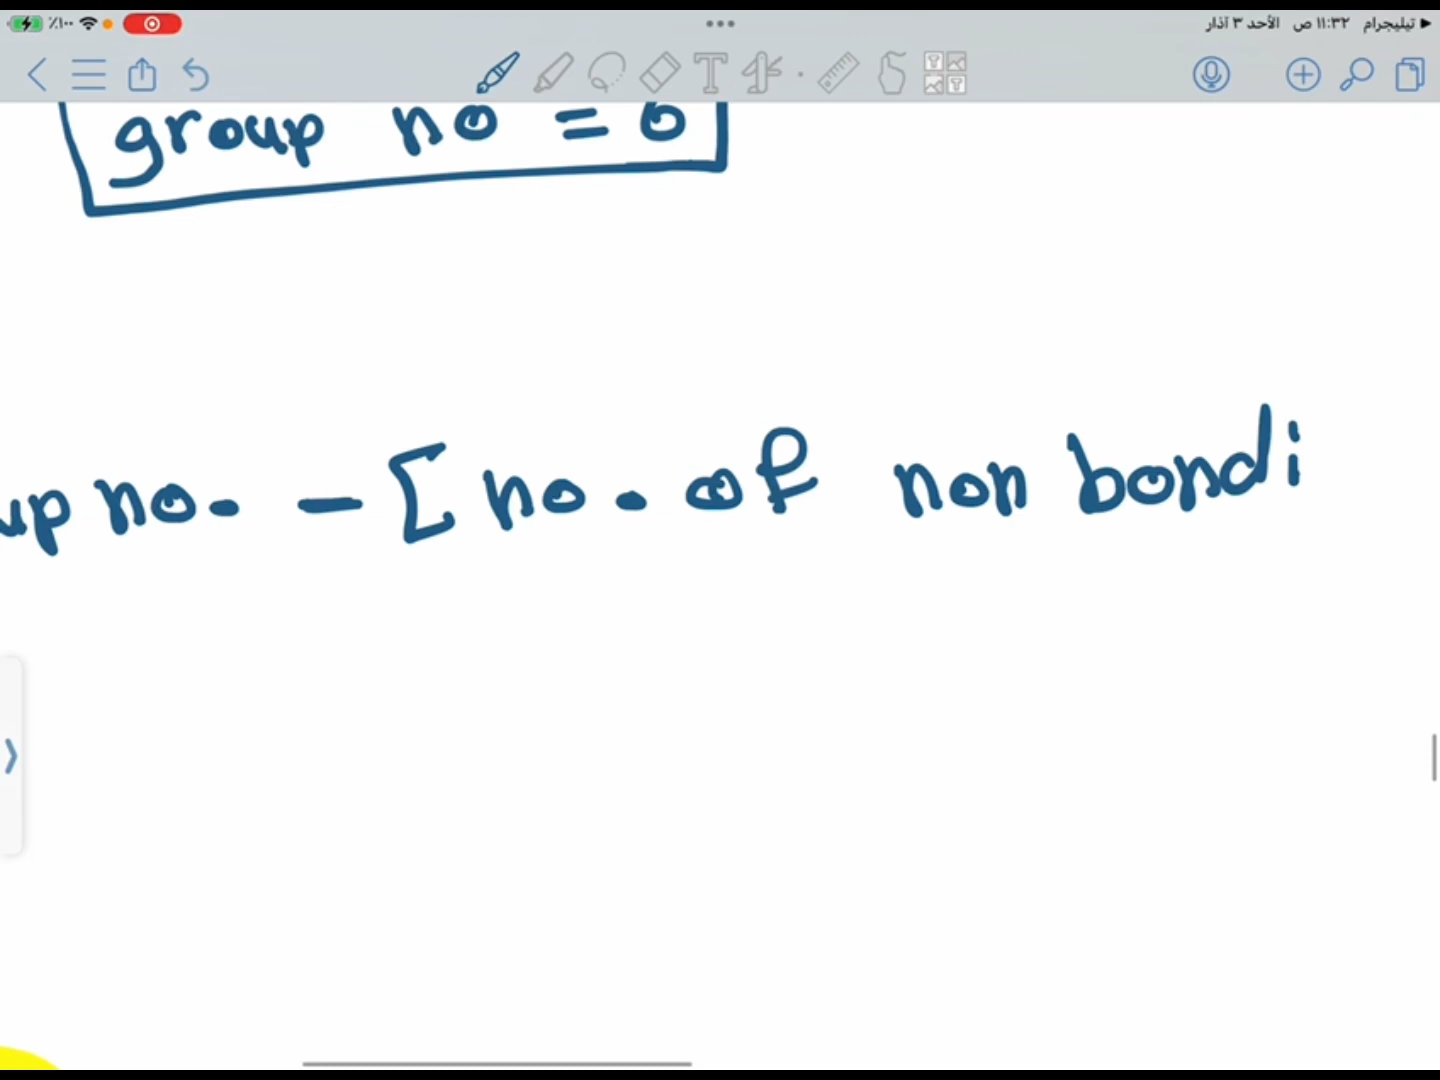 ٪١٠٠ ◀ تيليجرام ١١:٣٢ ص الأحد ٣ آذار
group no = 6
up no. - [ no. of non bondi